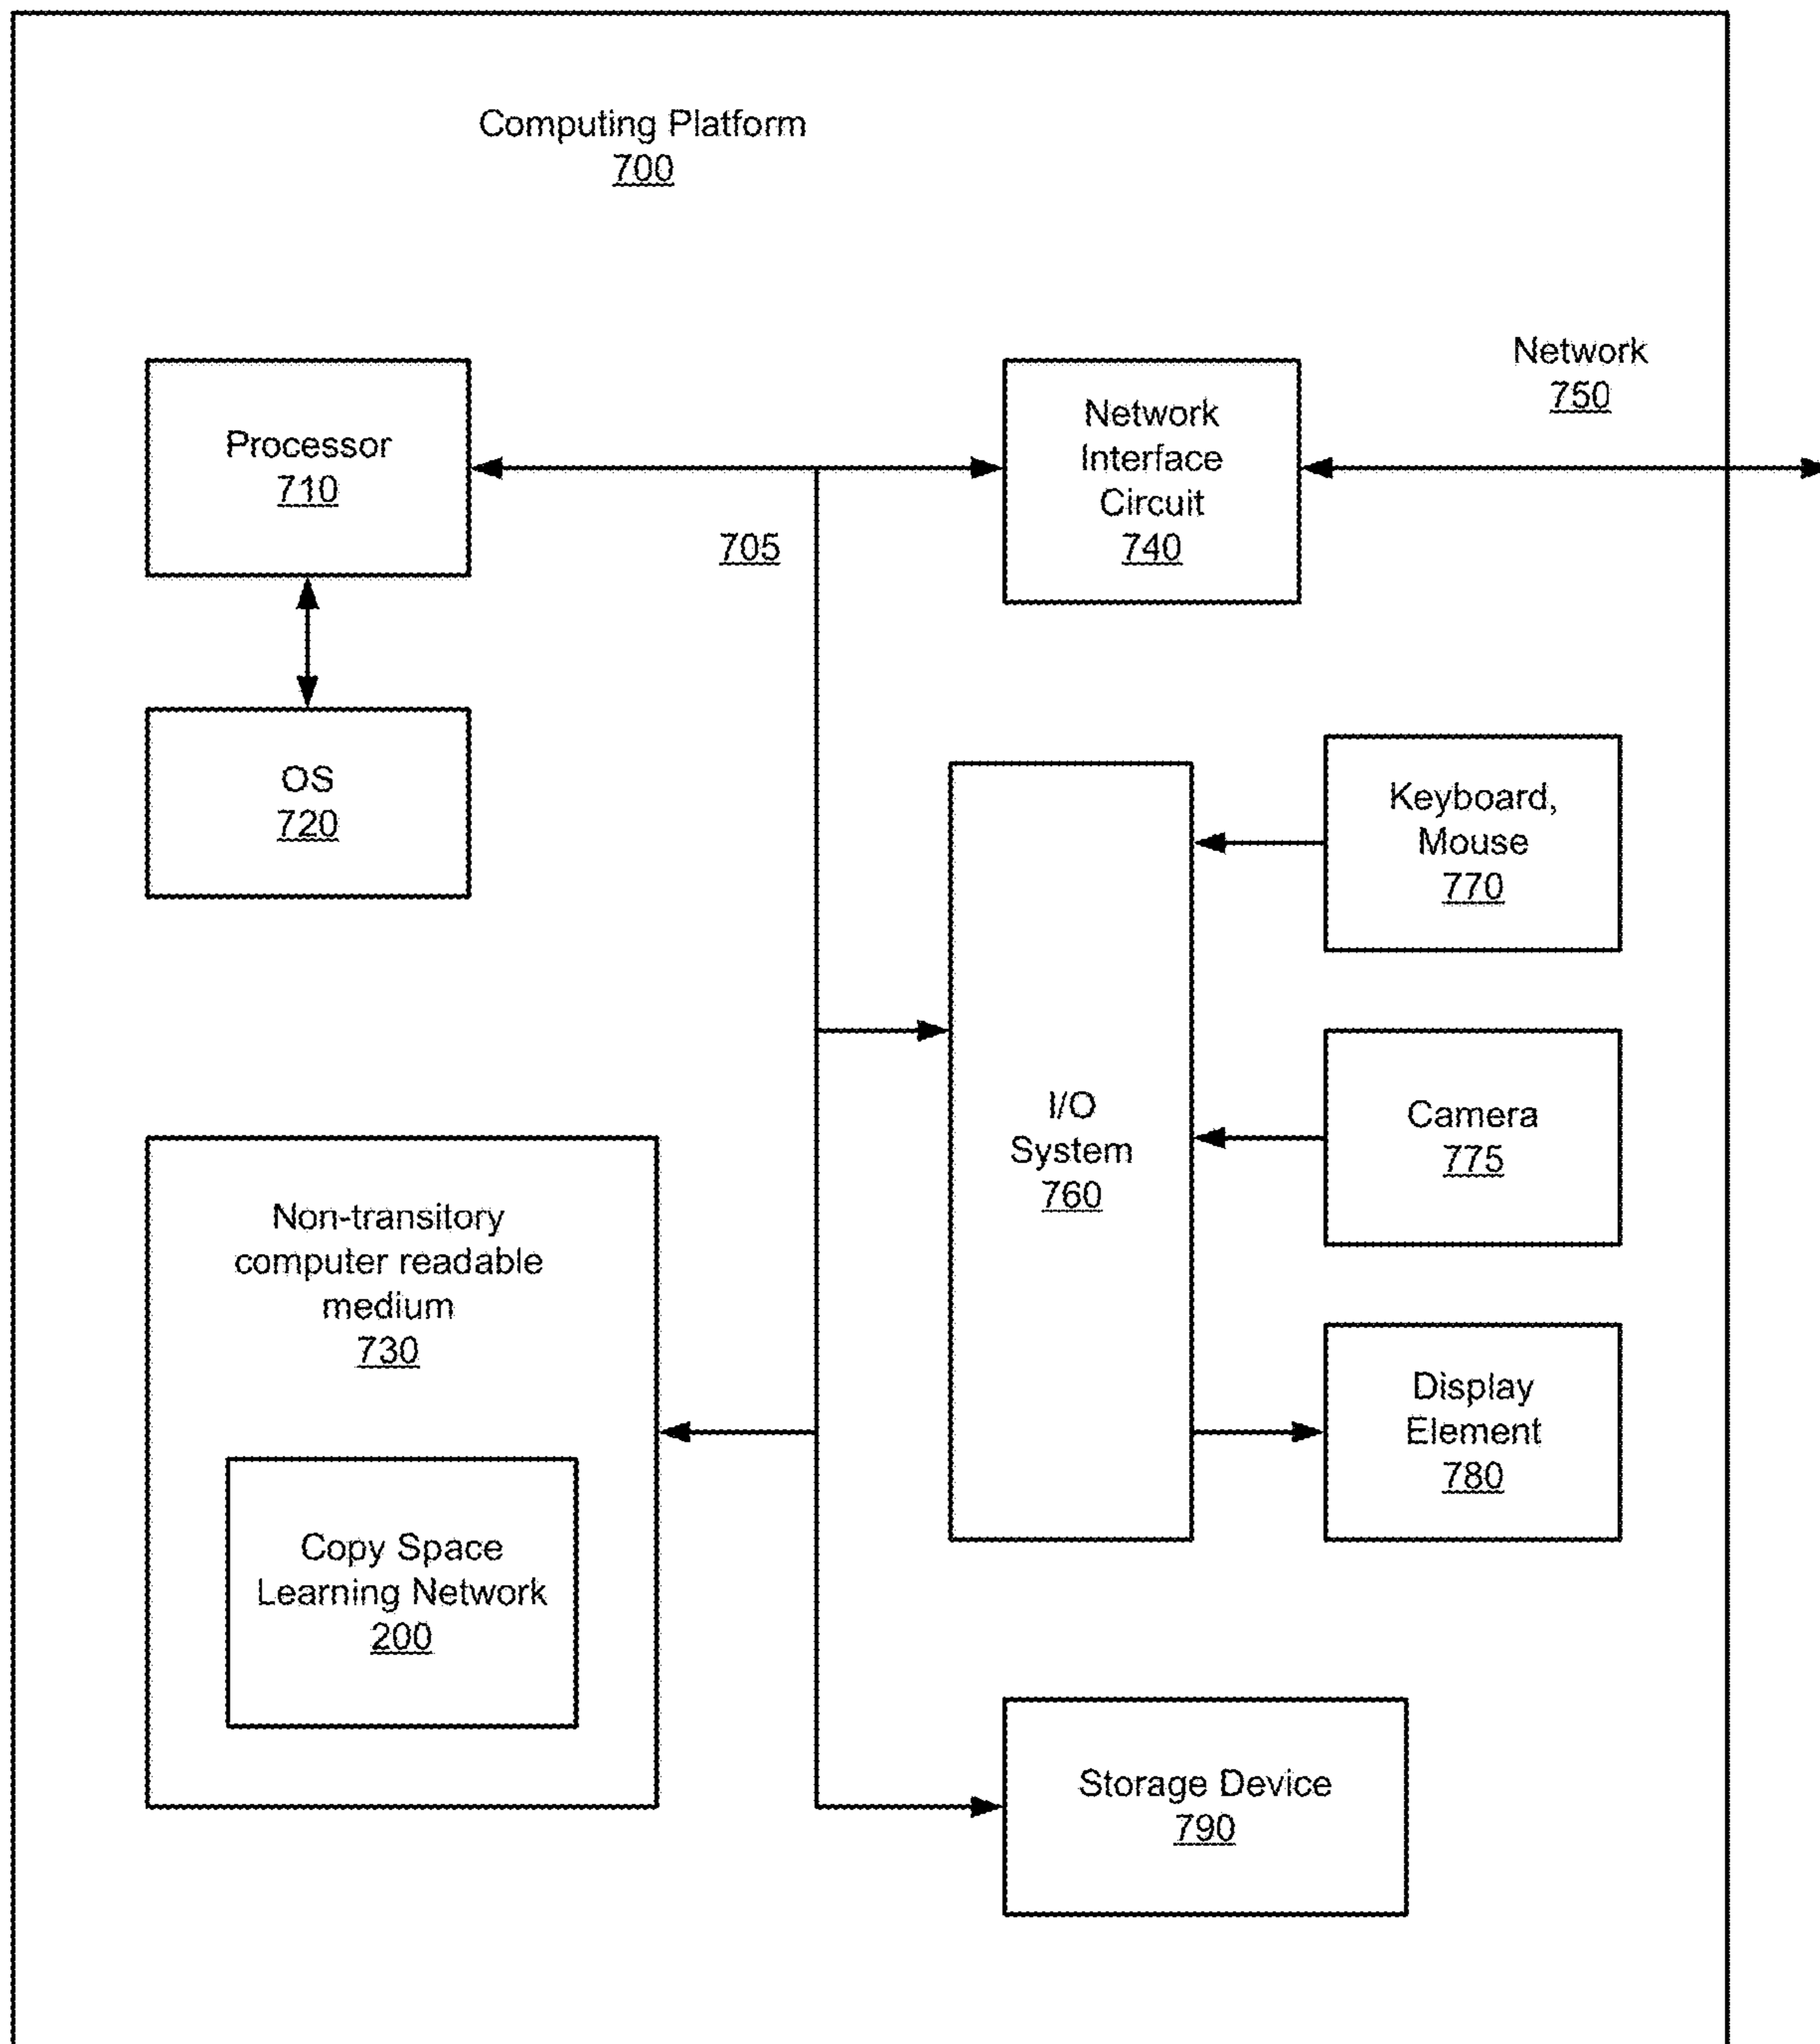 Computing Platform
700
Network
750
Processor
710
Network
Interface
Circuit
740
705
OS
720
Keyboard,
Mouse
770
I/O
System
760
Camera
775
Non-transitory
computer readable
medium
730
Display
Element
780
Copy Space
Learning Network
200
Storage Device
790